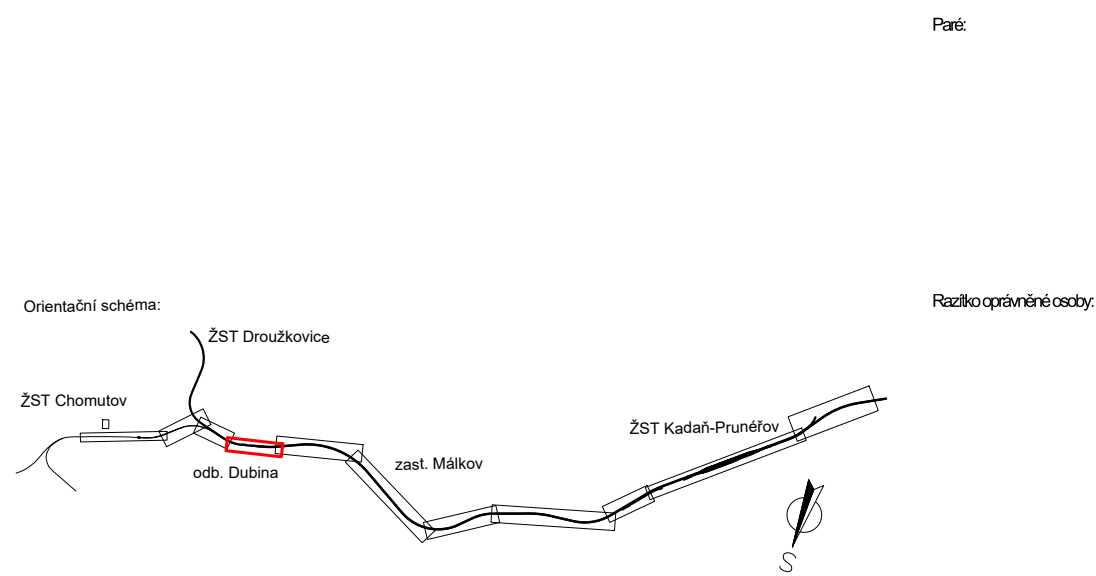 Paré:
Orientační schéma:
Razítko oprávněné osoby:
ŽST Droužkovice
ŽST Chomutov
ŽST Kadaň-Prunéřov
odb. Dubina
zast. Málkov
S